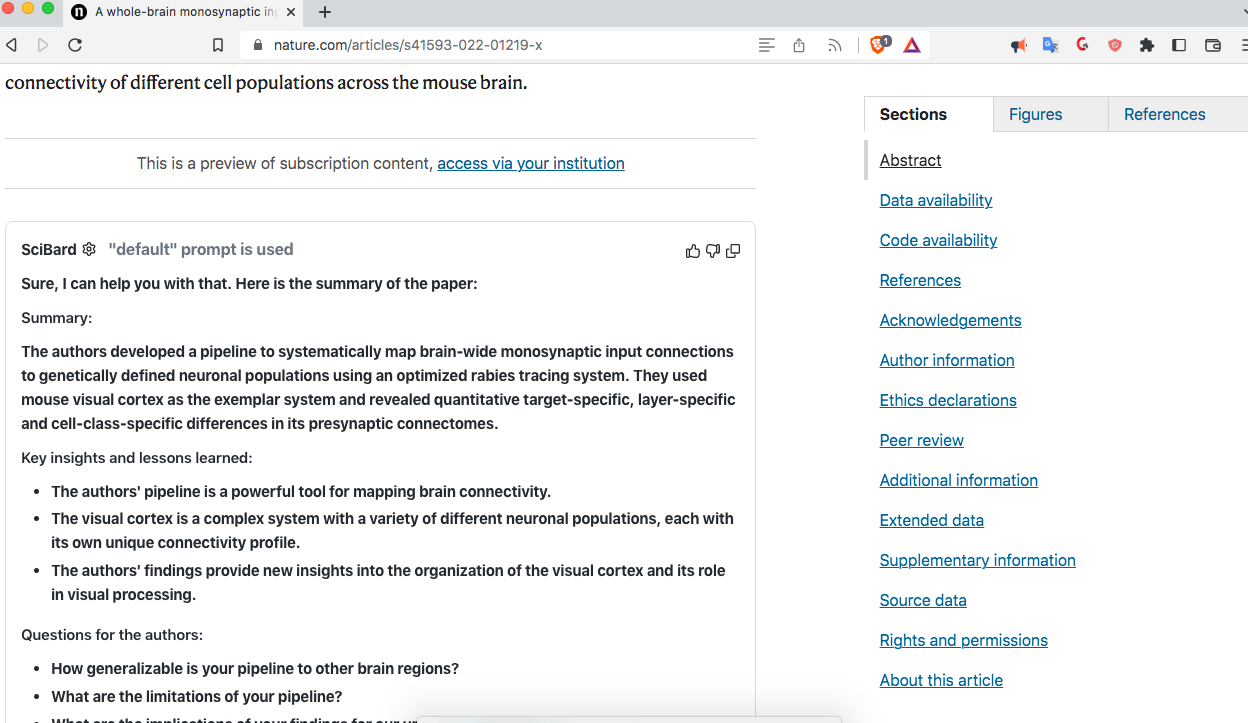 A whole-brain monosynaptic in
nature.com/articles/s41593-022-01219-x
1
connectivity of different cell populations across the mouse brain.
This is a preview of subscription content, access via your institution
SciBard "default" prompt is used
Sure, I can help you with that. Here is the summary of the paper:
Summary:
The authors developed a pipeline to systematically map brain-wide monosynaptic input connections
to genetically defined neuronal populations using an optimized rabies tracing system. They used
mouse visual cortex as the exemplar system and revealed quantitative target-specific, layer-specific
and cell-class-specific differences in its presynaptic connectomes.
Key insights and lessons learned:
The authors' pipeline is a powerful tool for mapping brain connectivity.
The visual cortex is a complex system with a variety of different neuronal populations, each with
its own unique connectivity profile.
The authors' findings provide new insights into the organization of the visual cortex and its role
in visual processing.
Questions for the authors:
How generalizable is your pipeline to other brain regions?
What are the limitations of your pipeline?
What are the implications of your findings for our
Sections
Figures
References
Abstract
Data availability
Code availability
References
Acknowledgements
Author information
Ethics declarations
Peer review
Additional information
Extended data
Supplementary information
Source data
Rights and permissions
About this article